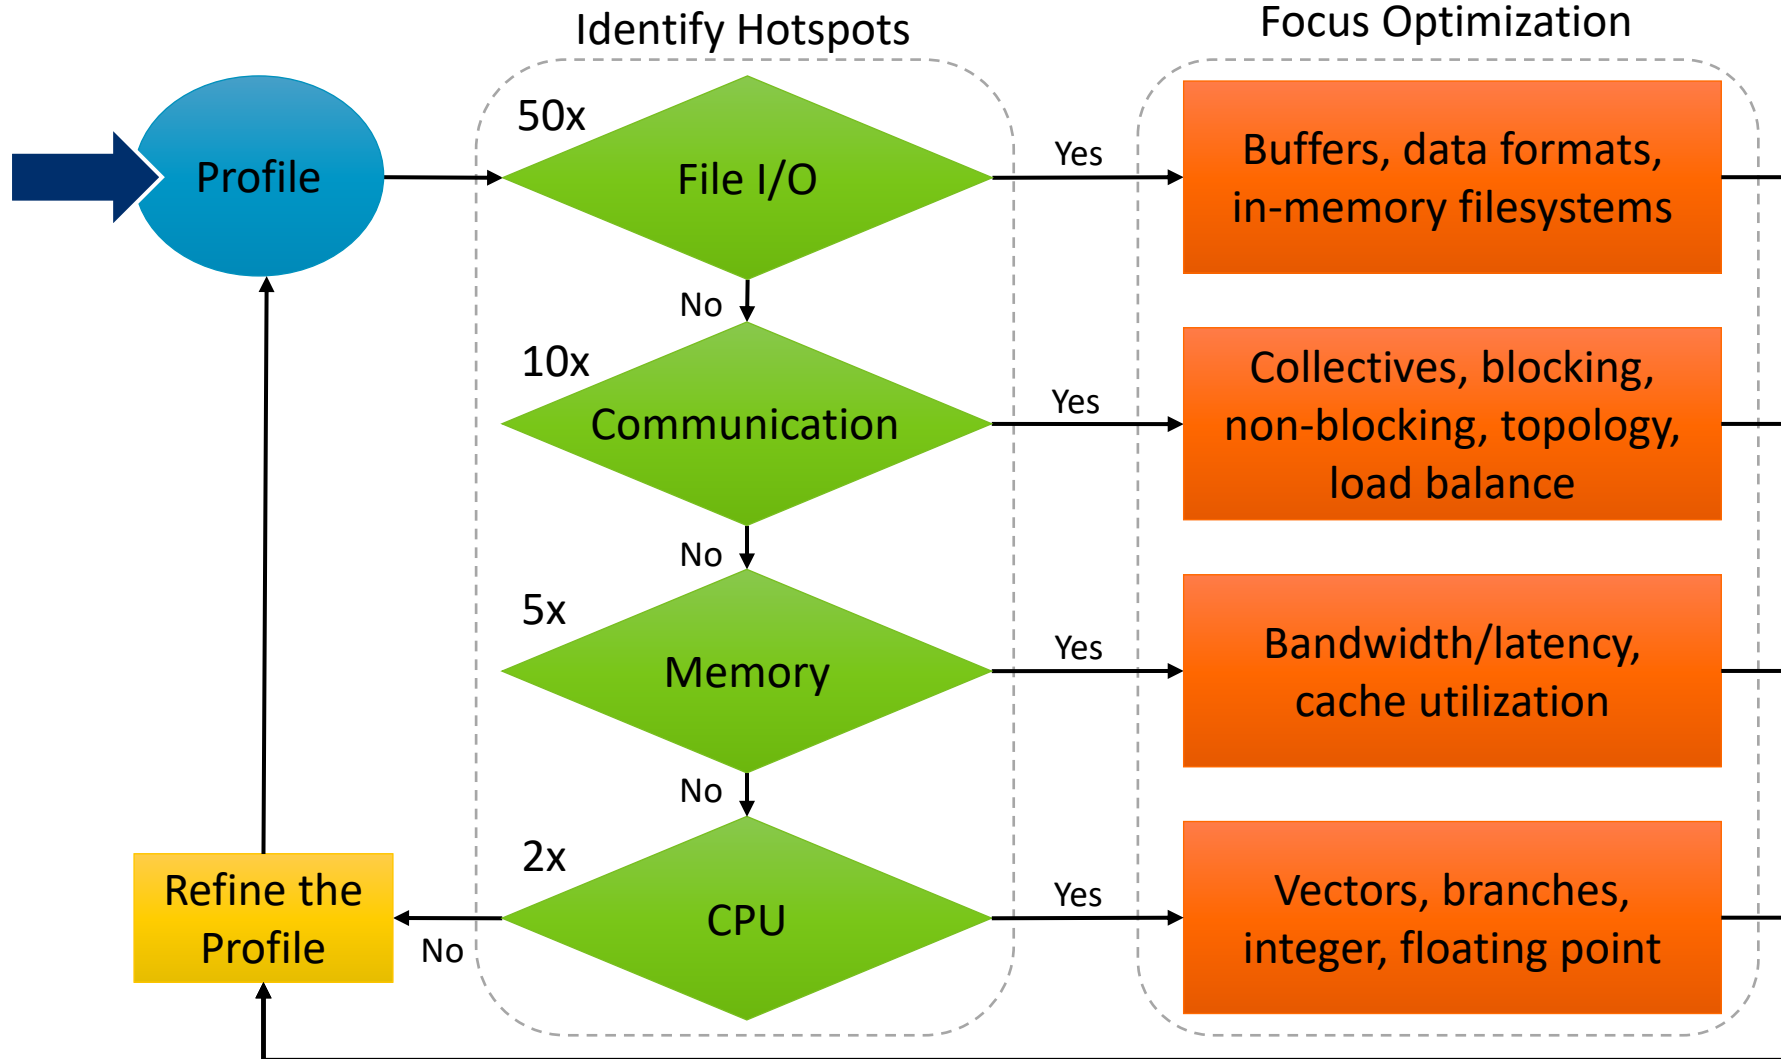 Identify Hotspots
Focus Optimization
Profile
50x
File I/O
Yes
Buffers, data formats,
in-memory filesystems
No
10x
Communication
Yes
Collectives, blocking,
non-blocking, topology,
load balance
No
5x
Memory
Yes
Bandwidth/latency,
cache utilization
No
2x
CPU
Yes
Vectors, branches,
integer, floating point
No
Refine the
Profile